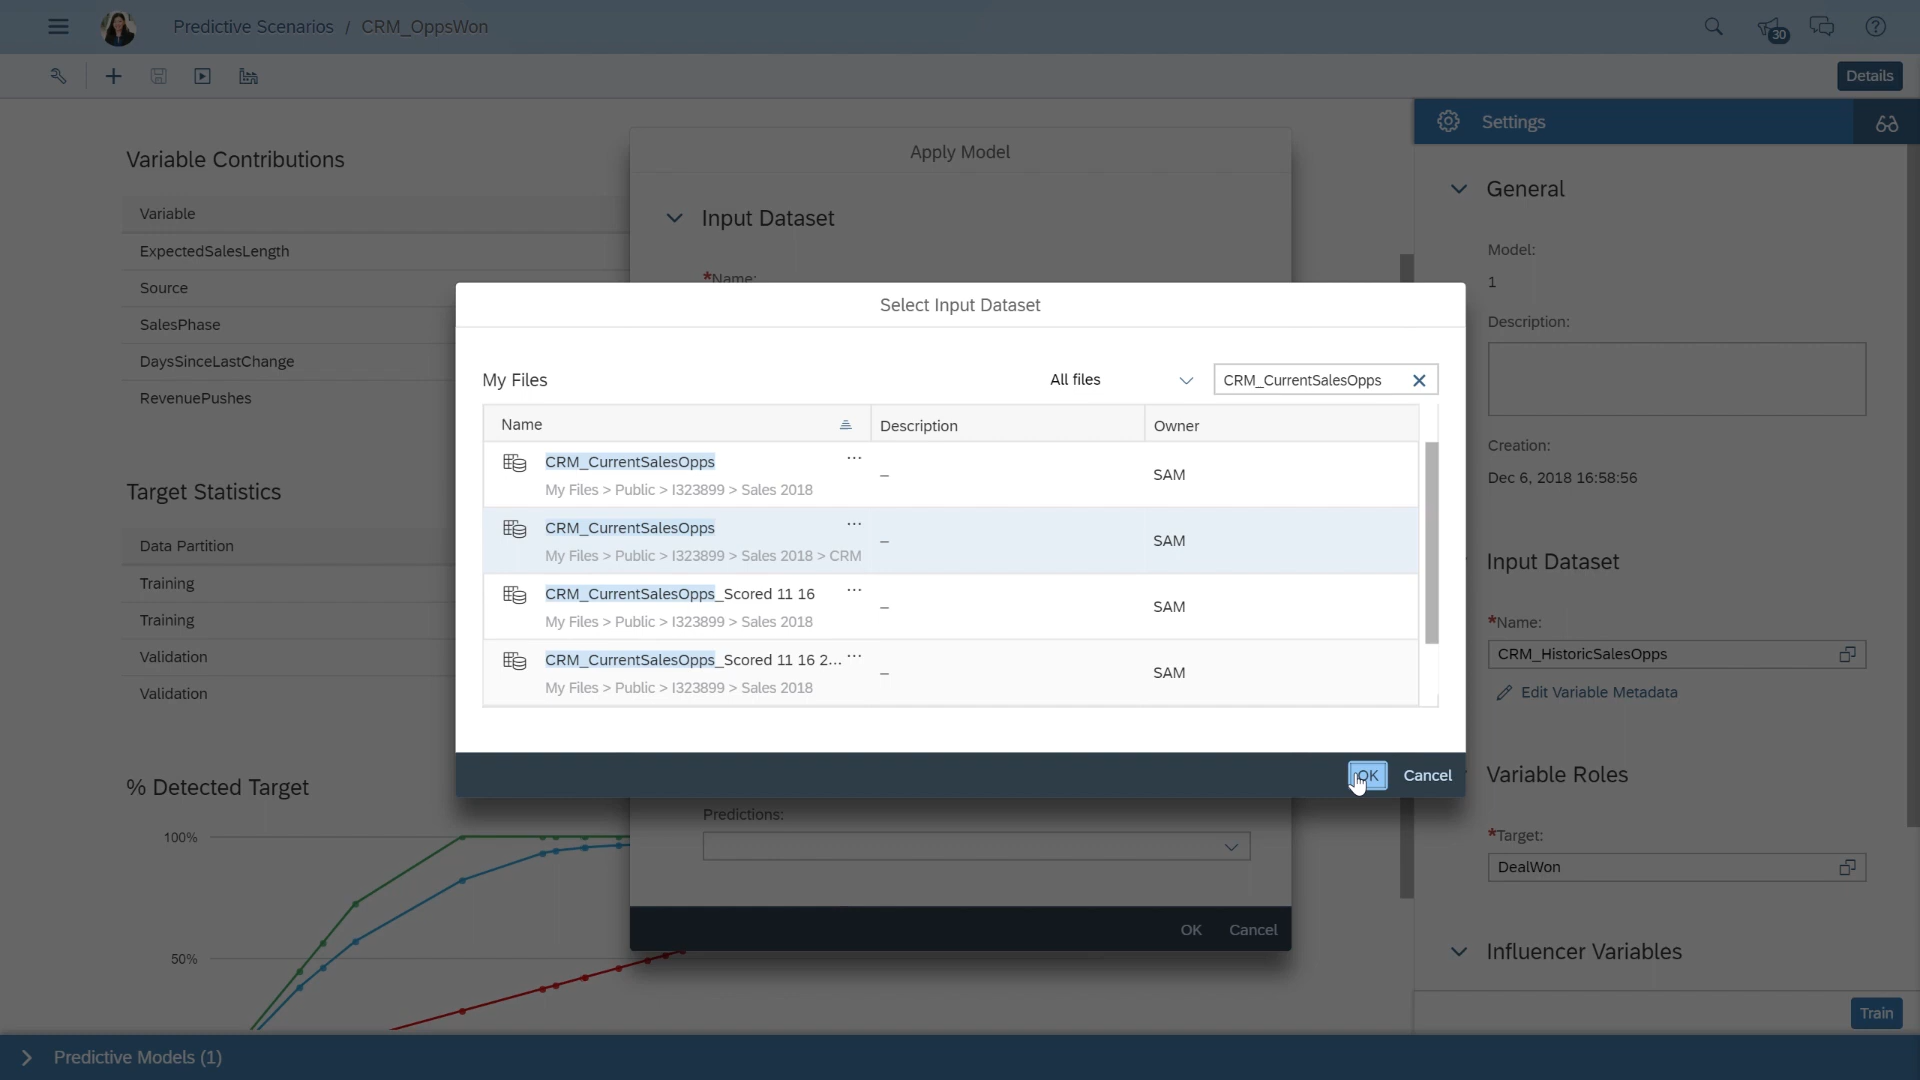 Predictive Scenarios / CRM_OppsWon
30
Details
Settings
Variable Contributions
Variable
ExpectedSalesLength
Source
SalesPhase
DaysSinceLastChange
RevenuePushes
Target Statistics
Data Partition
Training
Training
Validation
Validation
% Detected Target
100%
50%
Apply Model
Input Dataset
*Name:
Select Input Dataset
My Files
All files
CRM_CurrentSalesOpps
Name
Description
Owner
CRM_CurrentSalesOpps ...
My Files > Public > I323899 > Sales 2018
–
SAM
CRM_CurrentSalesOpps ...
My Files > Public > I323899 > Sales 2018 > CRM
–
SAM
CRM_CurrentSalesOpps_Scored 11 16 ...
My Files > Public > I323899 > Sales 2018
–
SAM
CRM_CurrentSalesOpps_Scored 11 16 2... ...
My Files > Public > I323899 > Sales 2018
–
SAM
OK
Cancel
Predictions:
OK
Cancel
General
Model:
1
Description:
Creation:
Dec 6, 2018 16:58:56
Input Dataset
*Name:
CRM_HistoricSalesOpps
Edit Variable Metadata
Variable Roles
*Target:
DealWon
Influencer Variables
Train
Predictive Models (1)